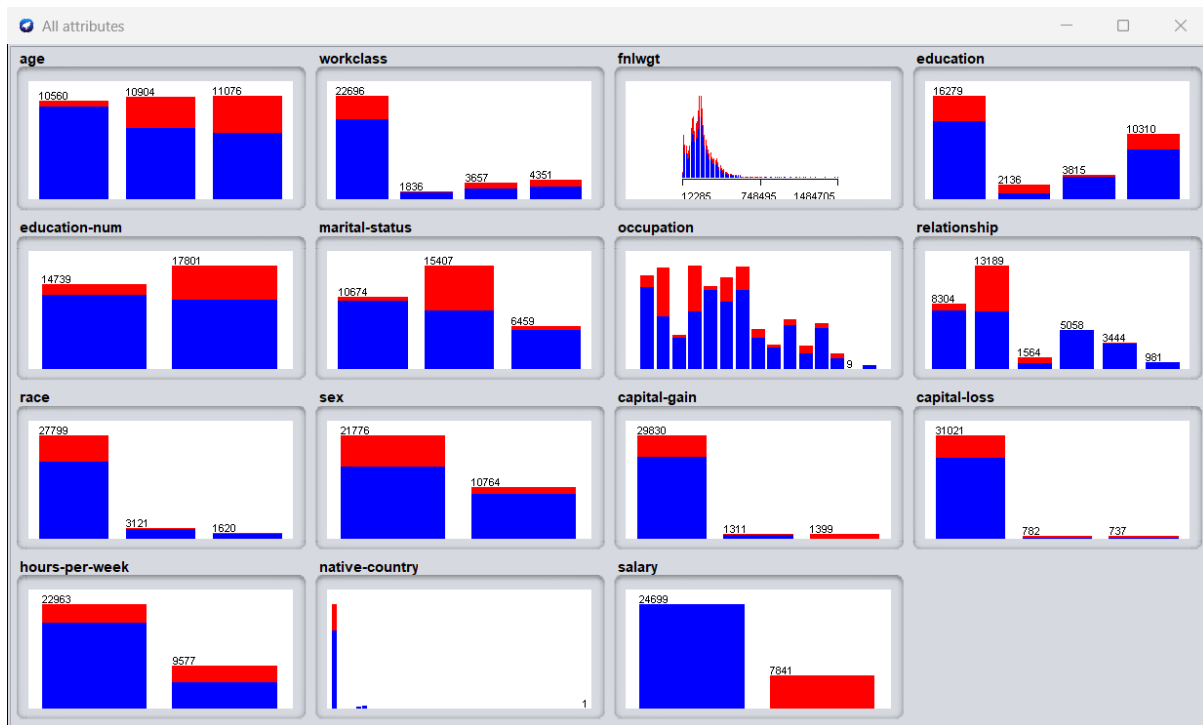 All attributes
age
workclass
fnlwgt
education
10560
10904
11076
22696
1836
3657
4351
12285
748495
1484705
16279
2136
3815
10310
education-num
marital-status
occupation
relationship
14739
17801
10674
15407
6459
9
8304
13189
1564
5058
3444
981
race
sex
capital-gain
capital-loss
27799
3121
1620
21776
10764
29830
1311
1399
31021
782
737
hours-per-week
native-country
salary
22963
9577
1
24699
7841